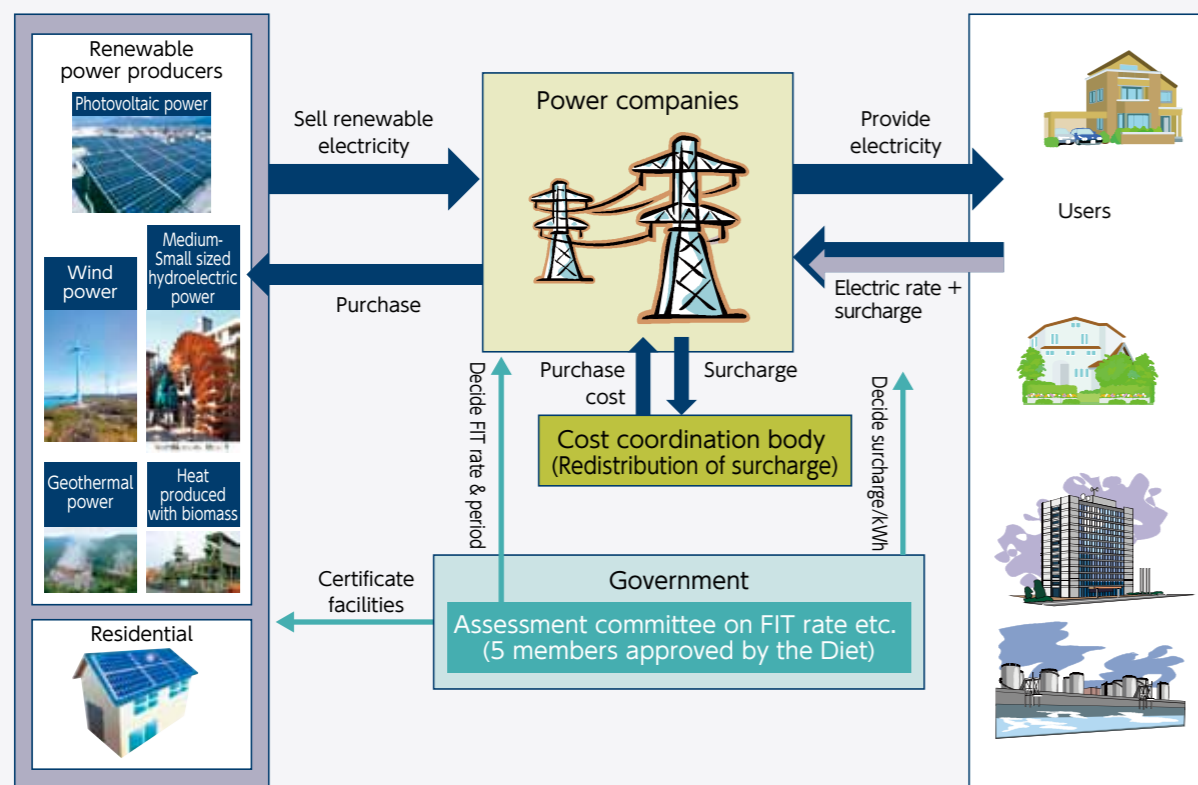 Renewable
power producers
Photovoltaic power
Wind
power
Medium-
Small sized
hydroelectric
power
Geothermal
power
Heat
produced
with biomass
Residential
Sell renewable
electricity
Purchase
Power companies
Provide
electricity
Electric rate +
surcharge
Users
Decide FIT rate & period
Purchase
cost
Surcharge
Cost coordination body
(Redistribution of surcharge)
Decide surcharge/kWh
Certificate
facilities
Government
Assessment committee on FIT rate etc.
(5 members approved by the Diet)